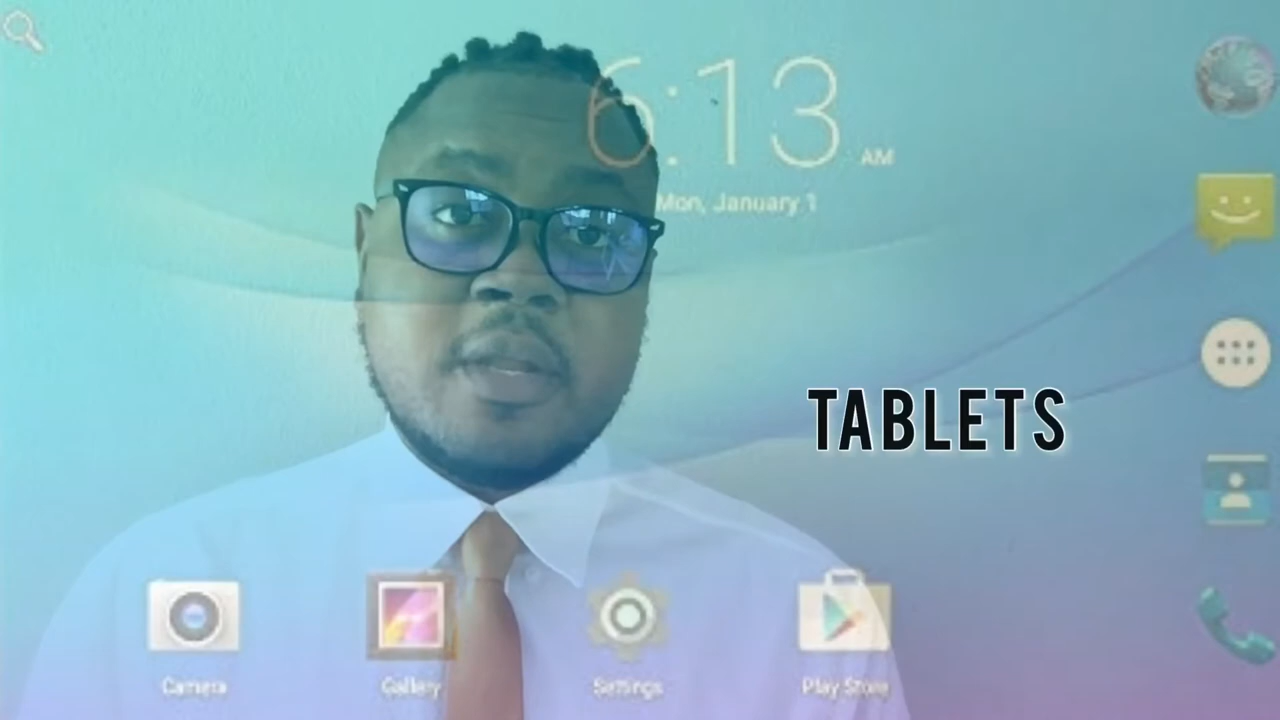 6:13 AM
Mon, January 1
TABLETS
Camera
Gallery
Settings
Play Store